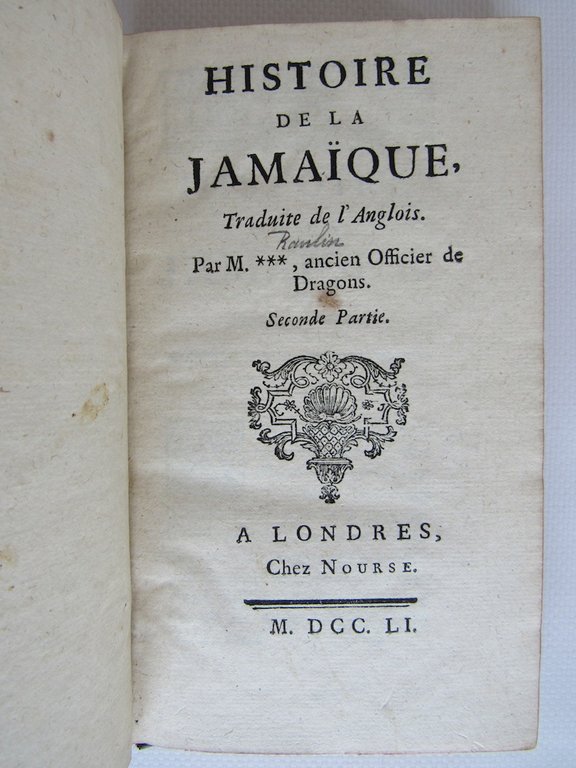 HISTOIRE
DE LA
JAMAÏQUE,
Traduite de l'Anglois.
Raulin
Par M. ***, ancien Officier de
Dragons.
Seconde Partie.
A LONDRES,
Chez NOURSE.
M. DCC. LI.